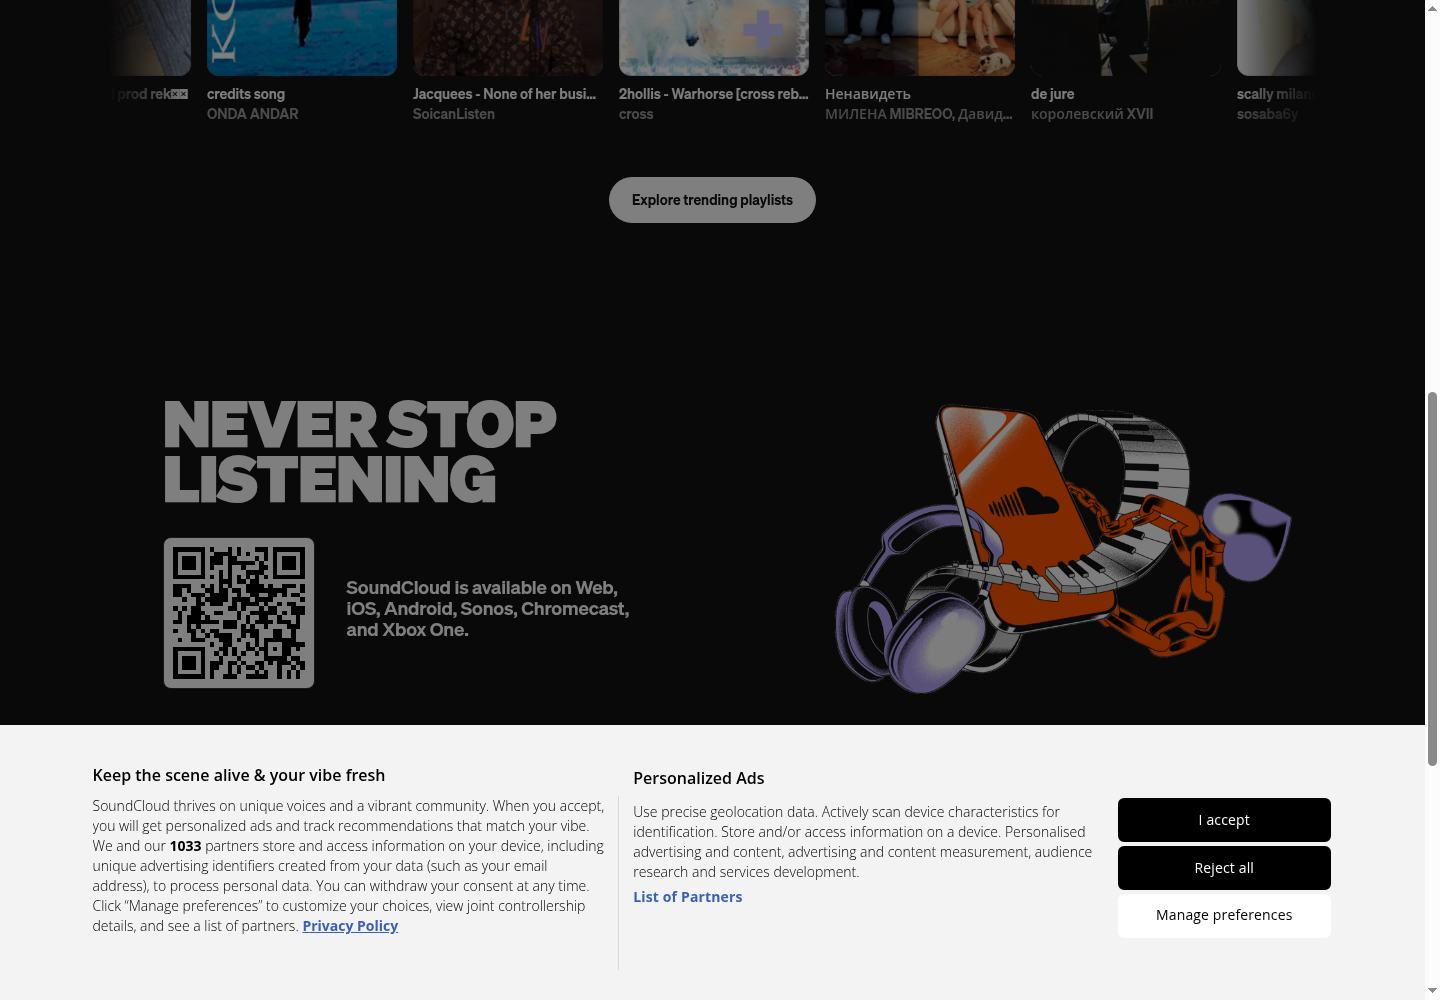 prod rek
credits song
ONDA ANDAR
Jacquees - None of her busi...
SoicanListen
2hollis - Warhorse [cross reb...
cross
Ненавидеть
МИЛЕНА MIBREOO, Давид...
de jure
королевский XVII
scally milan
sosaba6y
Explore trending playlists
NEVER STOP
LISTENING
SoundCloud is available on Web,
iOS, Android, Sonos, Chromecast,
and Xbox One.
Keep the scene alive & your vibe fresh
SoundCloud thrives on unique voices and a vibrant community. When you accept,
you will get personalized ads and track recommendations that match your vibe.
We and our 1033 partners store and access information on your device, including
unique advertising identifiers created from your data (such as your email
address), to process personal data. You can withdraw your consent at any time.
Click “Manage preferences” to customize your choices, view joint controllership
details, and see a list of partners. Privacy Policy
Personalized Ads
Use precise geolocation data. Actively scan device characteristics for
identification. Store and/or access information on a device. Personalised
advertising and content, advertising and content measurement, audience
research and services development.
List of Partners
I accept
Reject all
Manage preferences